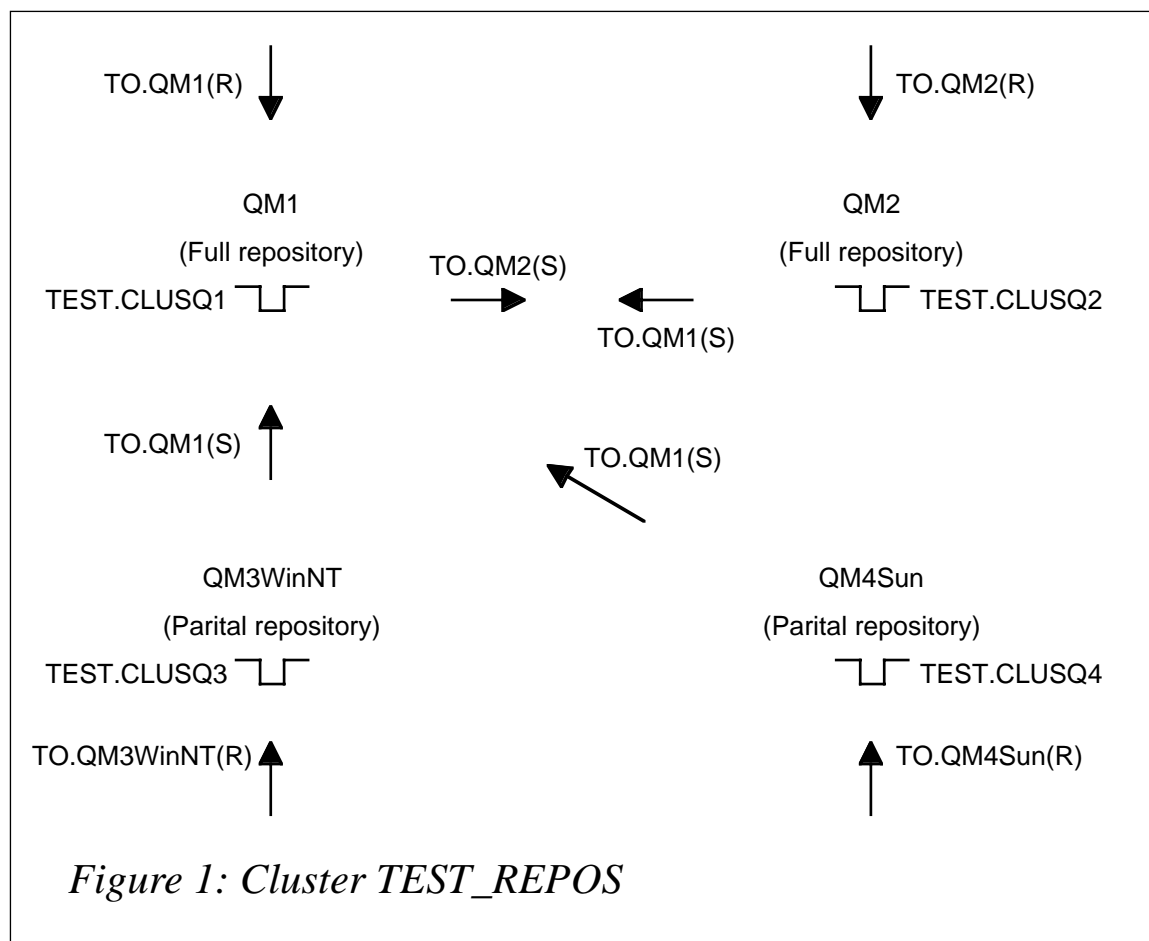 TO.QM1(R)
TO.QM2(R)
QM1
(Full repository)
TEST.CLUSQ1
TO.QM2(S)
TO.QM1(S)
QM2
(Full repository)
TEST.CLUSQ2
TO.QM1(S)
TO.QM1(S)
QM3WinNT
(Parital repository)
TEST.CLUSQ3
TO.QM3WinNT(R)
QM4Sun
(Parital repository)
TEST.CLUSQ4
TO.QM4Sun(R)
Figure 1: Cluster TEST_REPOS